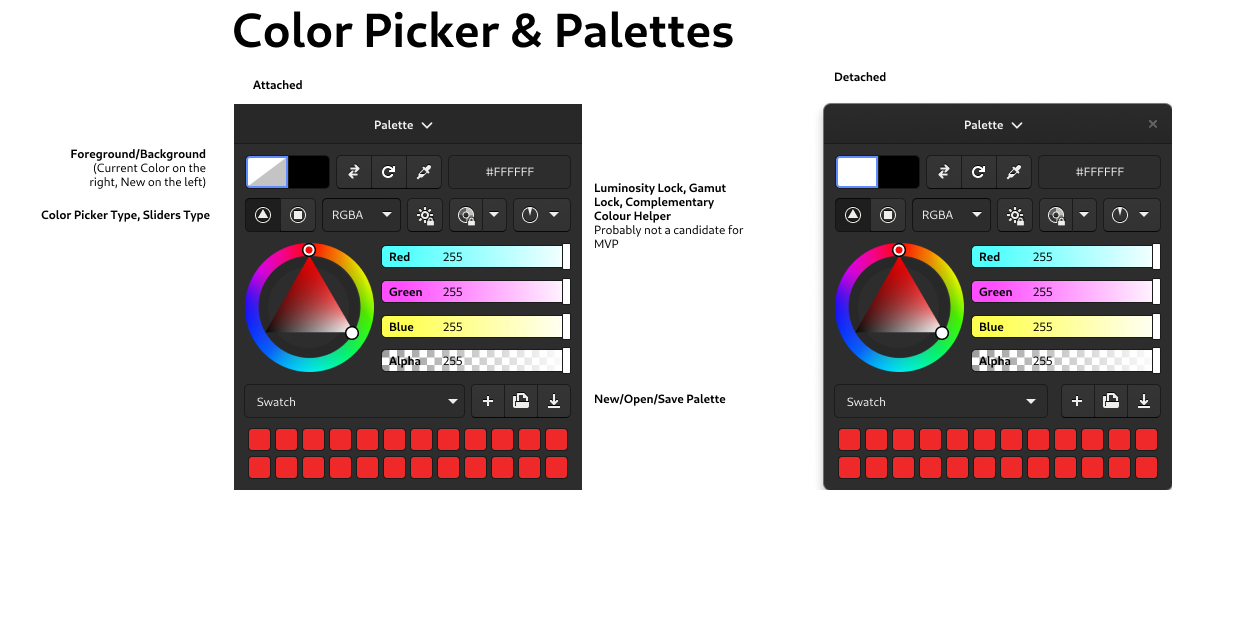 Color Picker & Palettes
Attached
Detached
Palette
Palette
Foreground/Background
(Current Color on the
right, New on the left)
#FFFFFF
#FFFFFF
Luminosity Lock, Gamut
Lock, Complementary
Colour Helper
Probably not a candidate for
MVP
Color Picker Type, Sliders Type
RGBA
RGBA
Red 255
Green 255
Blue 255
Alpha 255
Red 255
Green 255
Blue 255
Alpha 255
Swatch
New/Open/Save Palette
Swatch